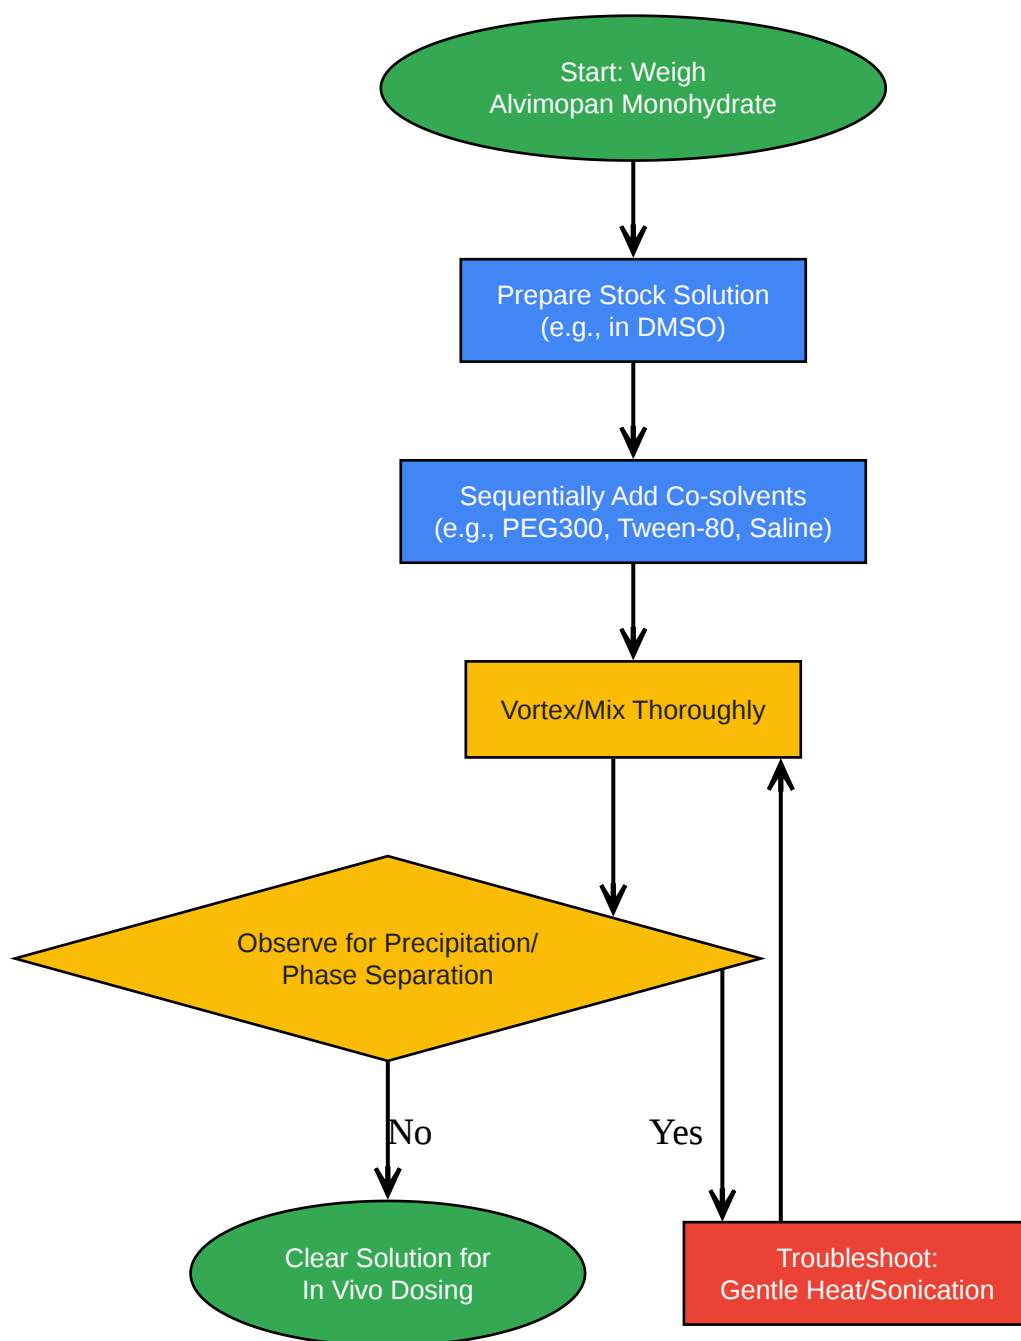 Start: Weigh
Alvimopan Monohydrate
Prepare Stock Solution
(e.g., in DMSO)
Sequentially Add Co-solvents
(e.g., PEG300, Tween-80, Saline)
Vortex/Mix Thoroughly
Observe for Precipitation/
Phase Separation
No
Yes
Clear Solution for
In Vivo Dosing
Troubleshoot:
Gentle Heat/Sonication